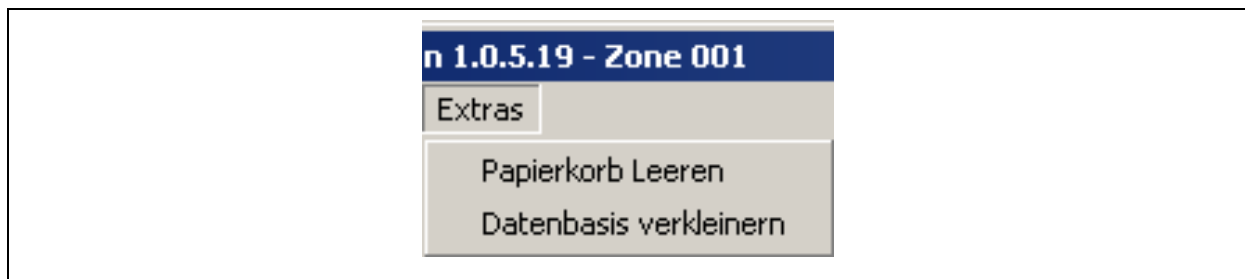 n 1.0.5.19 - Zone 001
Extras
Papierkorb Leeren
Datenbasis verkleinern